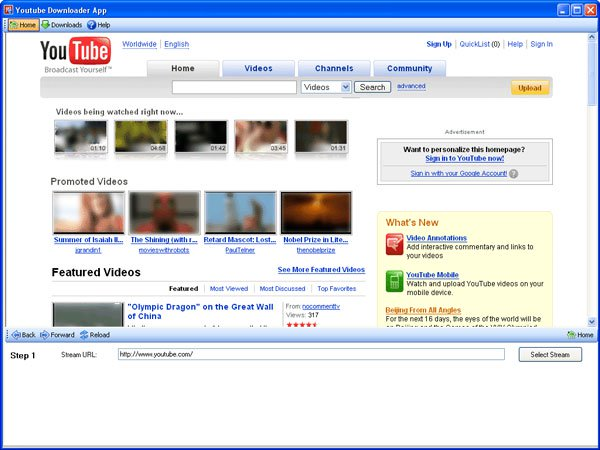 Youtube Downloader App
Home Downloads Help
YouTube
Broadcast Yourself™
Worldwide English
Sign Up QuickList (0) Help Sign In
Home Videos Channels Community
Videos Search advanced Upload
Videos being watched right now...
01:10 04:58 01:42 03:45 01:31
Advertisement
Want to personalize this homepage?
Sign in to YouTube now!
Sign in with your Google Account! ?
Promoted Videos
Summer of Isaiah II... The Shining (with r... Retard Mascot: Lost... Nobel Prize in Lite...
jgrandin1 movieswithrobots PaulTelner thenobelprize
What's New
Video Annotations
Add interactive commentary and links to
your videos
YouTube Mobile
Watch and upload YouTube videos on your
mobile device.
Beijing From All Angles
For the next 16 days, the eyes of the world will be
Featured Videos See More Featured Videos
Featured Most Viewed Most Discussed Top Favorites
"Olympic Dragon" on the Great Wall
of China
From: nocommenttv
Views: 317
Back Forward Reload Home
Step 1 Stream URL: http://www.youtube.com/ Select Stream